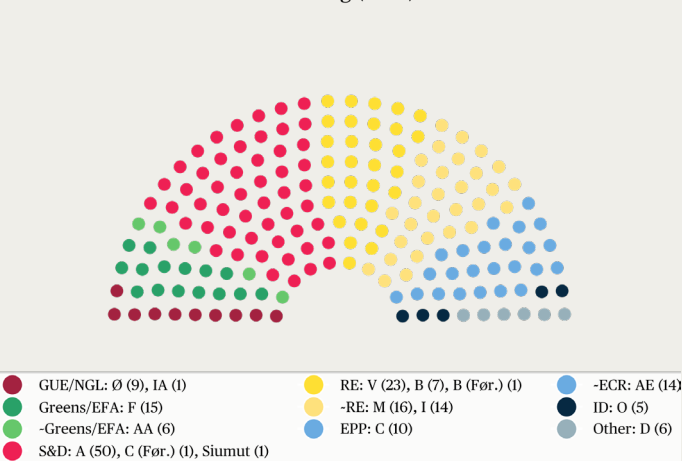 GUE/NGL: Ø (9), IA (1)
Greens/EFA: F (15)
-Greens/EFA: AA (6)
S&D: A (50), C (Før.) (1), Siumut (1)
RE: V (23), B (7), B (Før.) (1)
-RE: M (16), I (14)
EPP: C (10)
-ECR: AE (14)
ID: O (5)
Other: D (6)